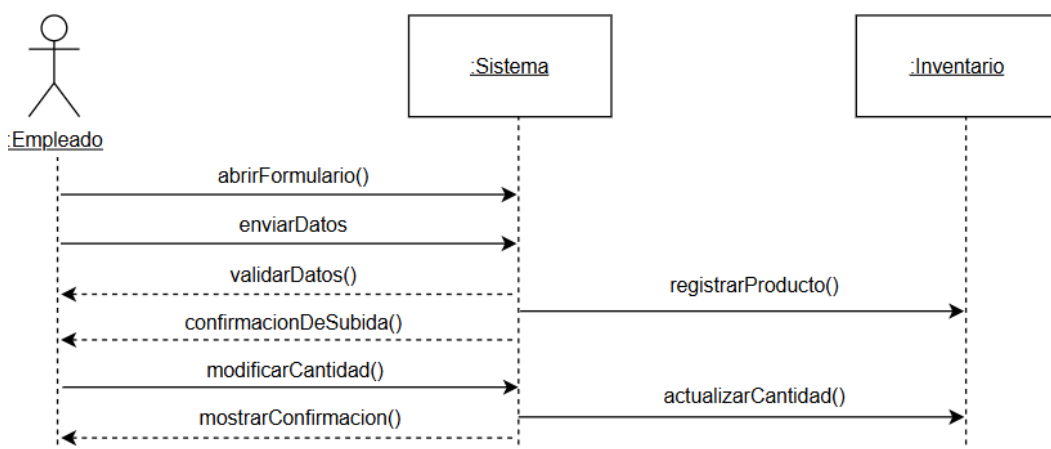 :Sistema
:Inventario
:Empleado
abrirFormulario()
enviarDatos
validarDatos()
registrarProducto()
confirmacionDeSubida()
modificarCantidad()
actualizarCantidad()
mostrarConfirmacion()